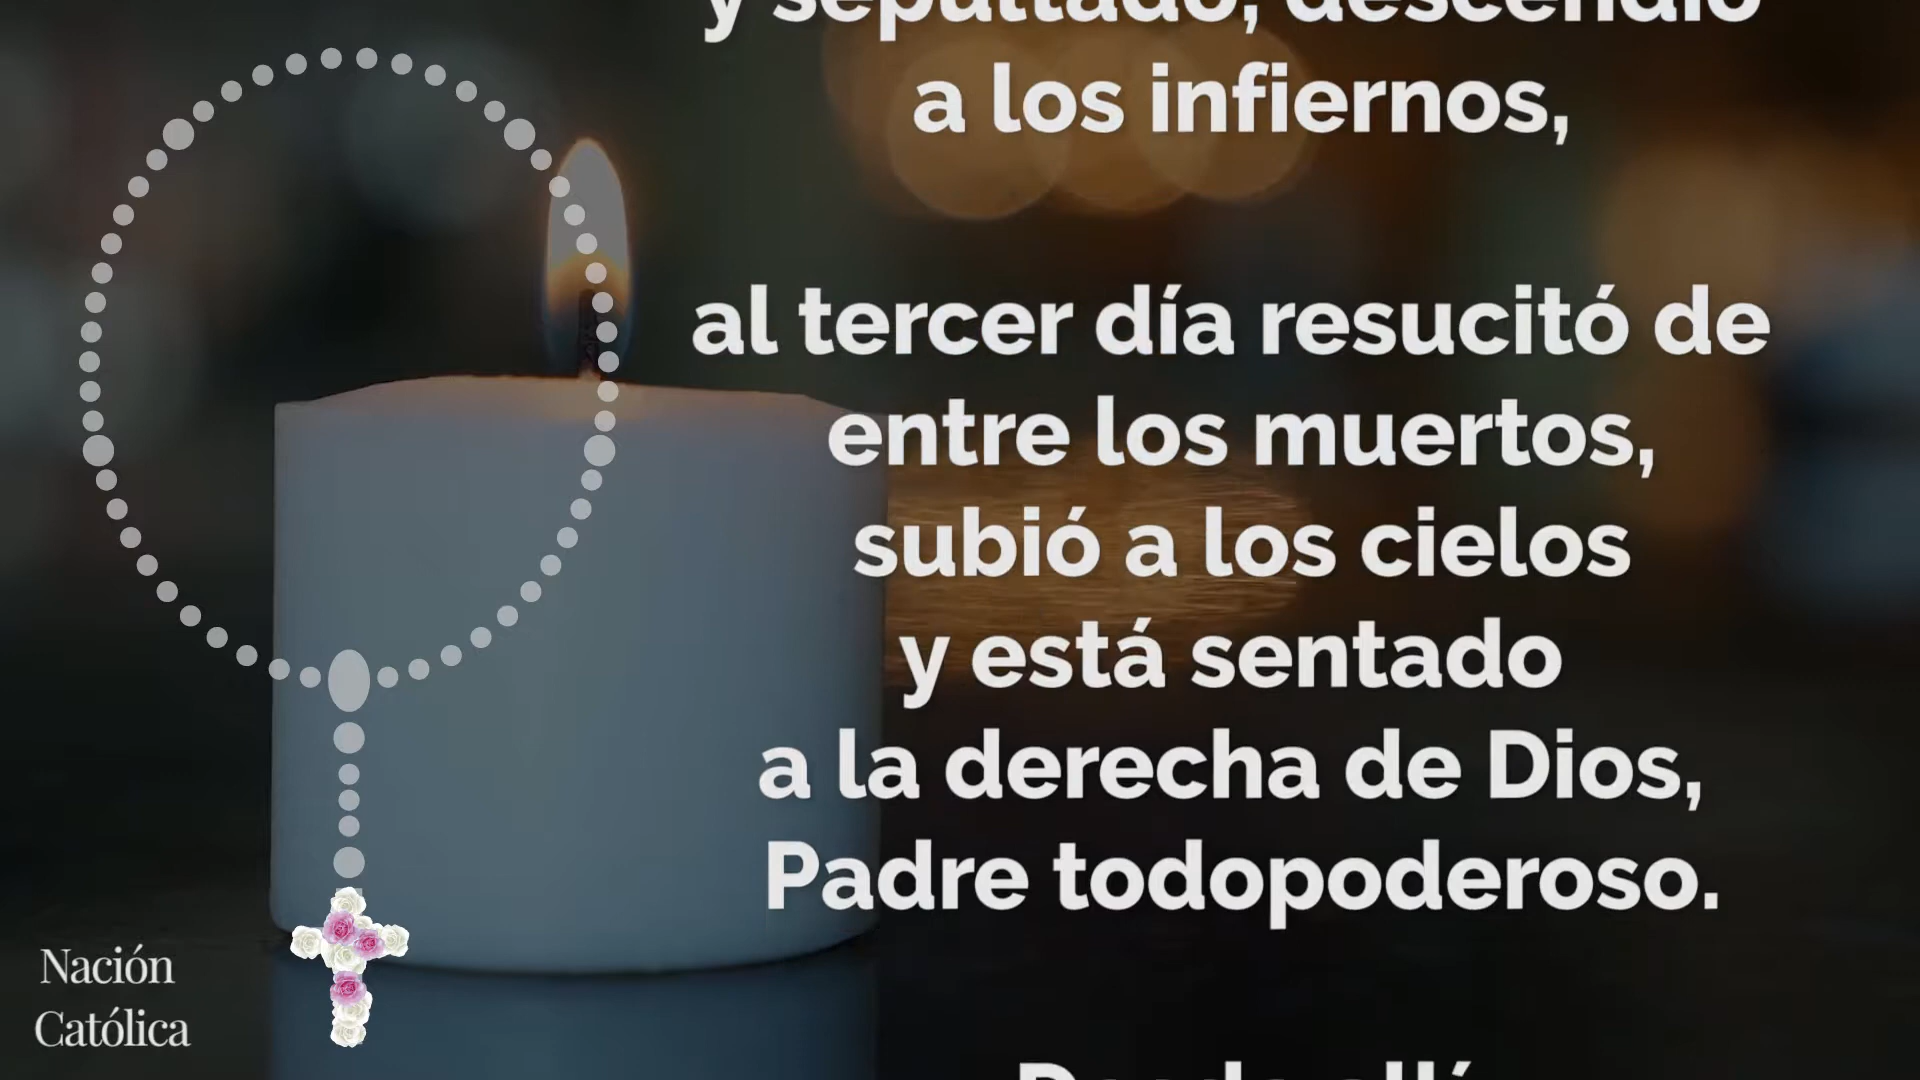 y sepultado, descendió
a los infiernos,
al tercer día resucitó de
entre los muertos,
subió a los cielos
y está sentado
a la derecha de Dios,
Padre todopoderoso.
Desde allí
Nación
Católica